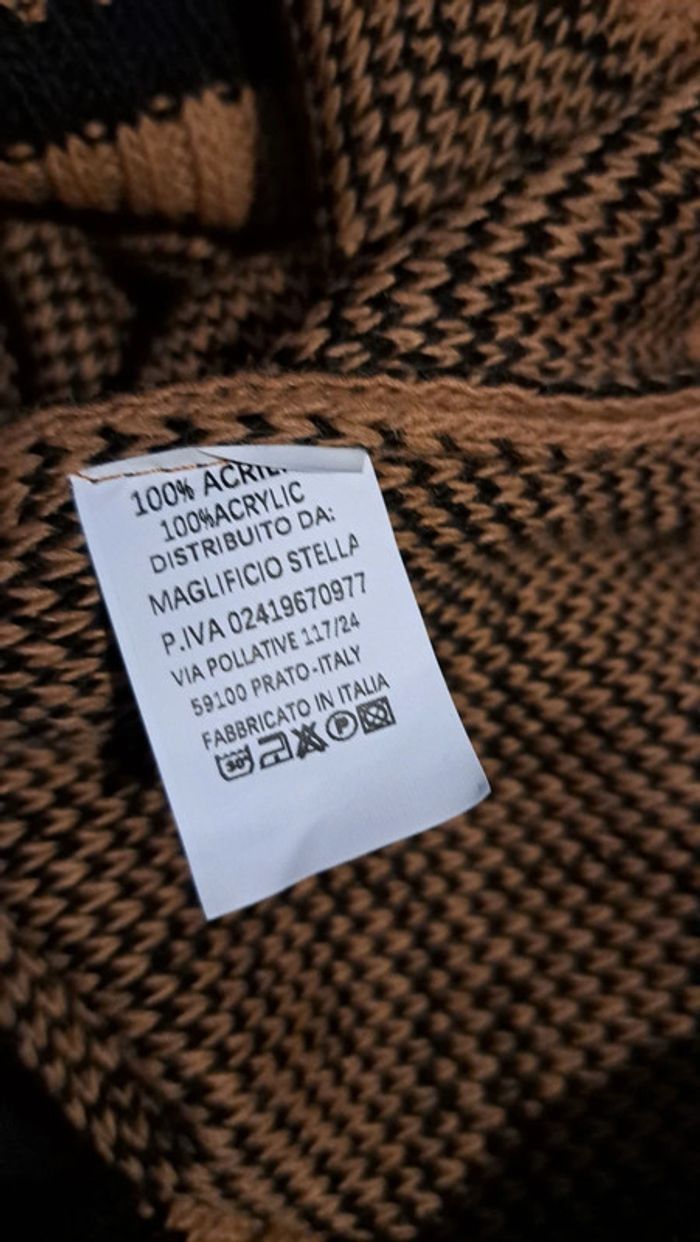 100%
100%ACRYLIC
DISTRIBUITO DA:
MAGLIFICIO STELLA
P.IVA 02419670977
VIA POLLATIVE 117/24
59100 PRATO-ITALY
FABBRICATO IN ITALIA
30° P